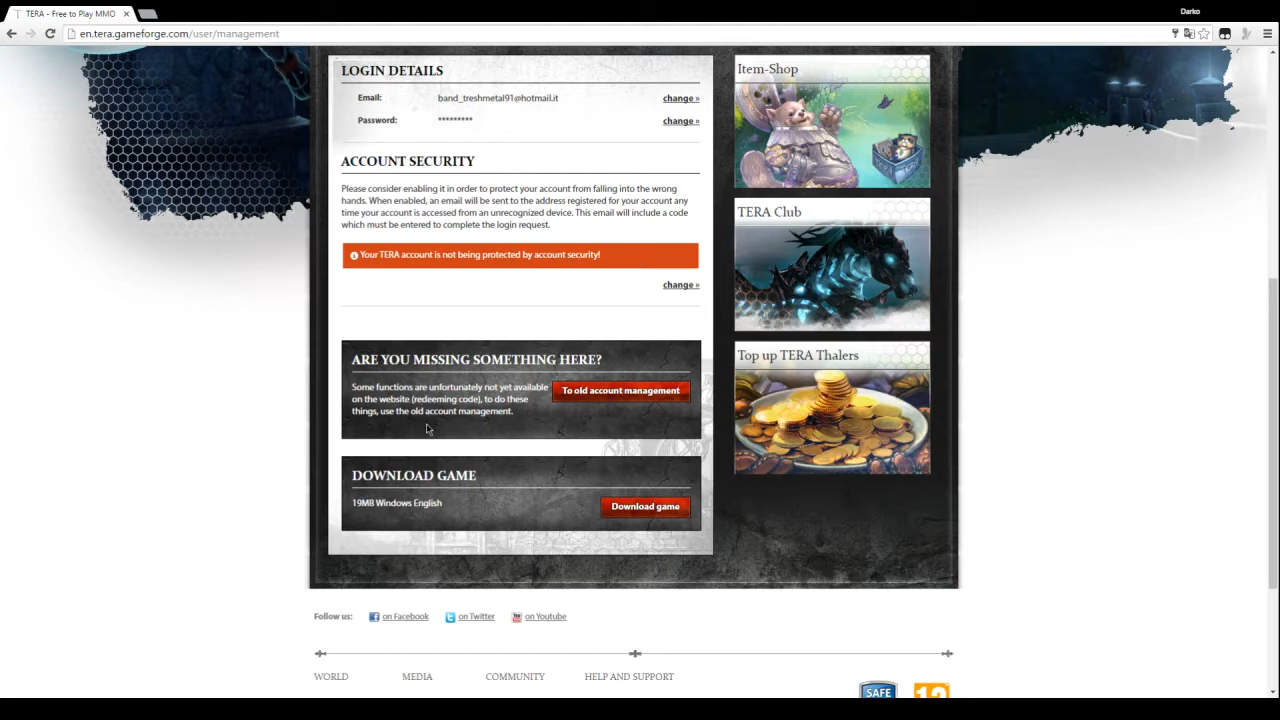 Darko
TERA - Free to Play MMO
en.tera.gameforge.com/user/management
LOGIN DETAILS
Email: band_treshmetal91@hotmail.it change »
Password: ********* change »
ACCOUNT SECURITY
Please consider enabling it in order to protect your account from falling into the wrong
hands. When enabled, an email will be sent to the address registered for your account any
time your account is accessed from an unrecognized device. This email will include a code
which must be entered to complete the login request.
Your TERA account is not being protected by account security!
change »
ARE YOU MISSING SOMETHING HERE?
Some functions are unfortunately not yet available
on the website (redeeming code), to do these
things, use the old account management.
To old account management
DOWNLOAD GAME
19MB Windows English
Download game
Item-Shop
TERA Club
Top up TERA Thalers
Follow us: on Facebook on Twitter on Youtube
WORLD MEDIA COMMUNITY HELP AND SUPPORT
SAFE